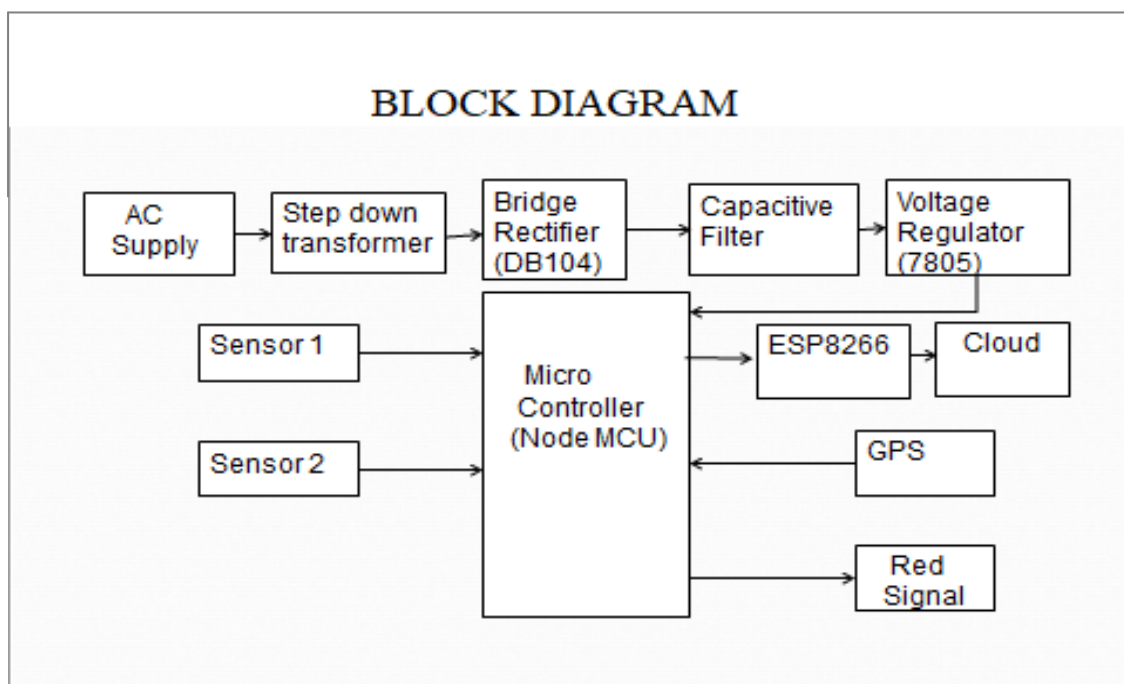 BLOCK DIAGRAM
AC
Supply
Step down
transformer
Bridge
Rectifier
(DB104)
Capacitive
Filter
Voltage
Regulator
(7805)
Sensor 1
Micro
Controller
(Node MCU)
ESP8266
Cloud
Sensor 2
GPS
Red
Signal